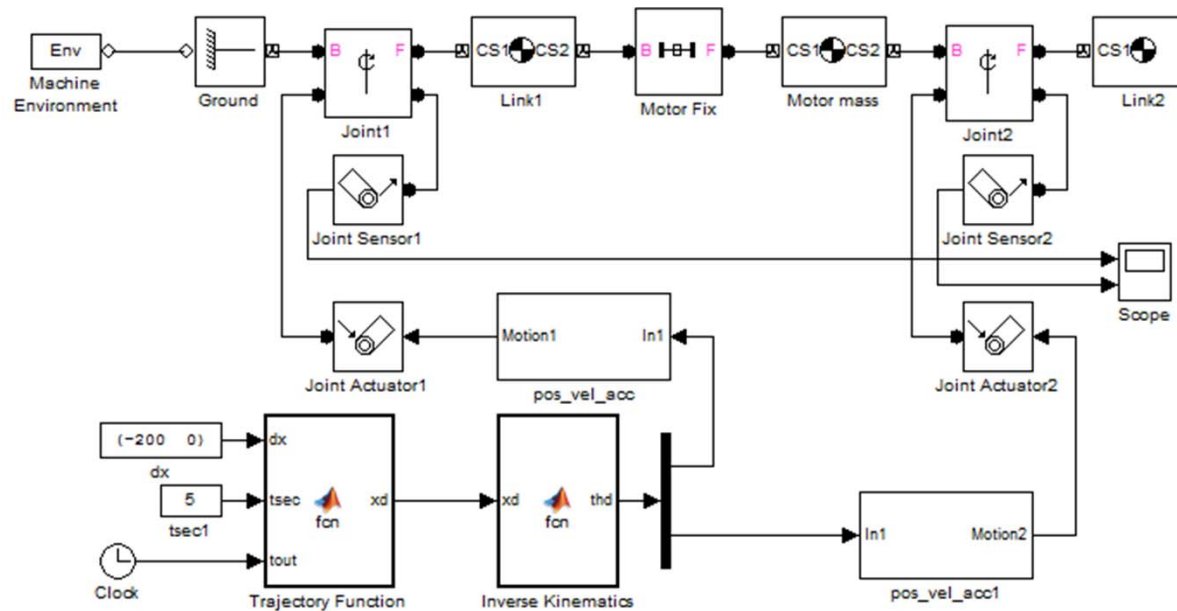 Env
Machine
Environment
Ground
B F
Joint1
CS1 CS2
Link1
B F
Motor Fix
CS1 CS2
Motor mass
B F
Joint2
CS1
Link2
Joint Sensor1
Joint Sensor2
Scope
Joint Actuator1
Motion1 In1
pos_vel_acc
Joint Actuator2
(-200 0)
dx
5
tsec1
Clock
dx
tsec fcn xd
tout
Trajectory Function
xd fcn thd
Inverse Kinematics
In1 Motion2
pos_vel_acc1